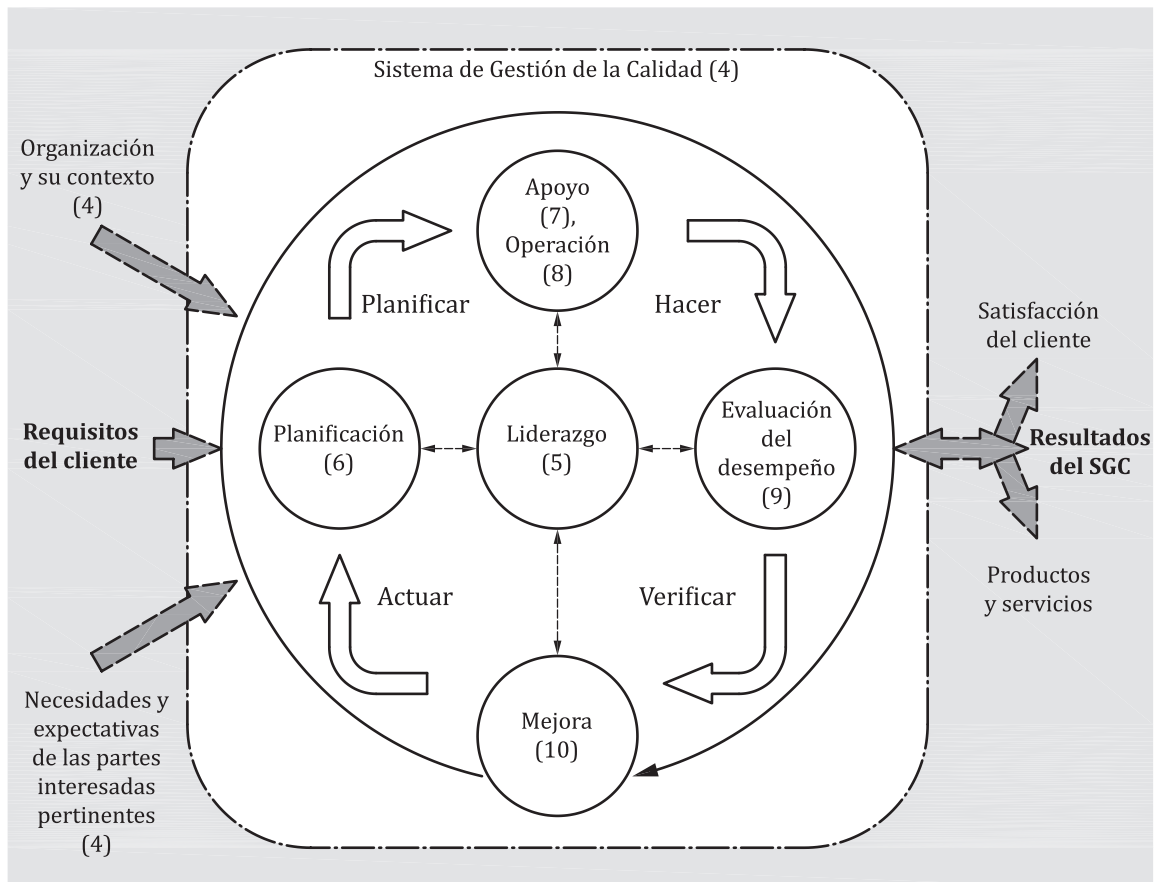 Sistema de Gestión de la Calidad (4)
Organización
y su contexto
(4)
Apoyo
(7),
Operación
(8)
Planificar
Hacer
Satisfacción
del cliente
Requisitos
del cliente
Planificación
(6)
Liderazgo
(5)
Evaluación
del
desempeño
(9)
Resultados
del SGC
Actuar
Verificar
Productos
y servicios
Necesidades y
expectativas
de las partes
interesadas
pertinentes
(4)
Mejora
(10)